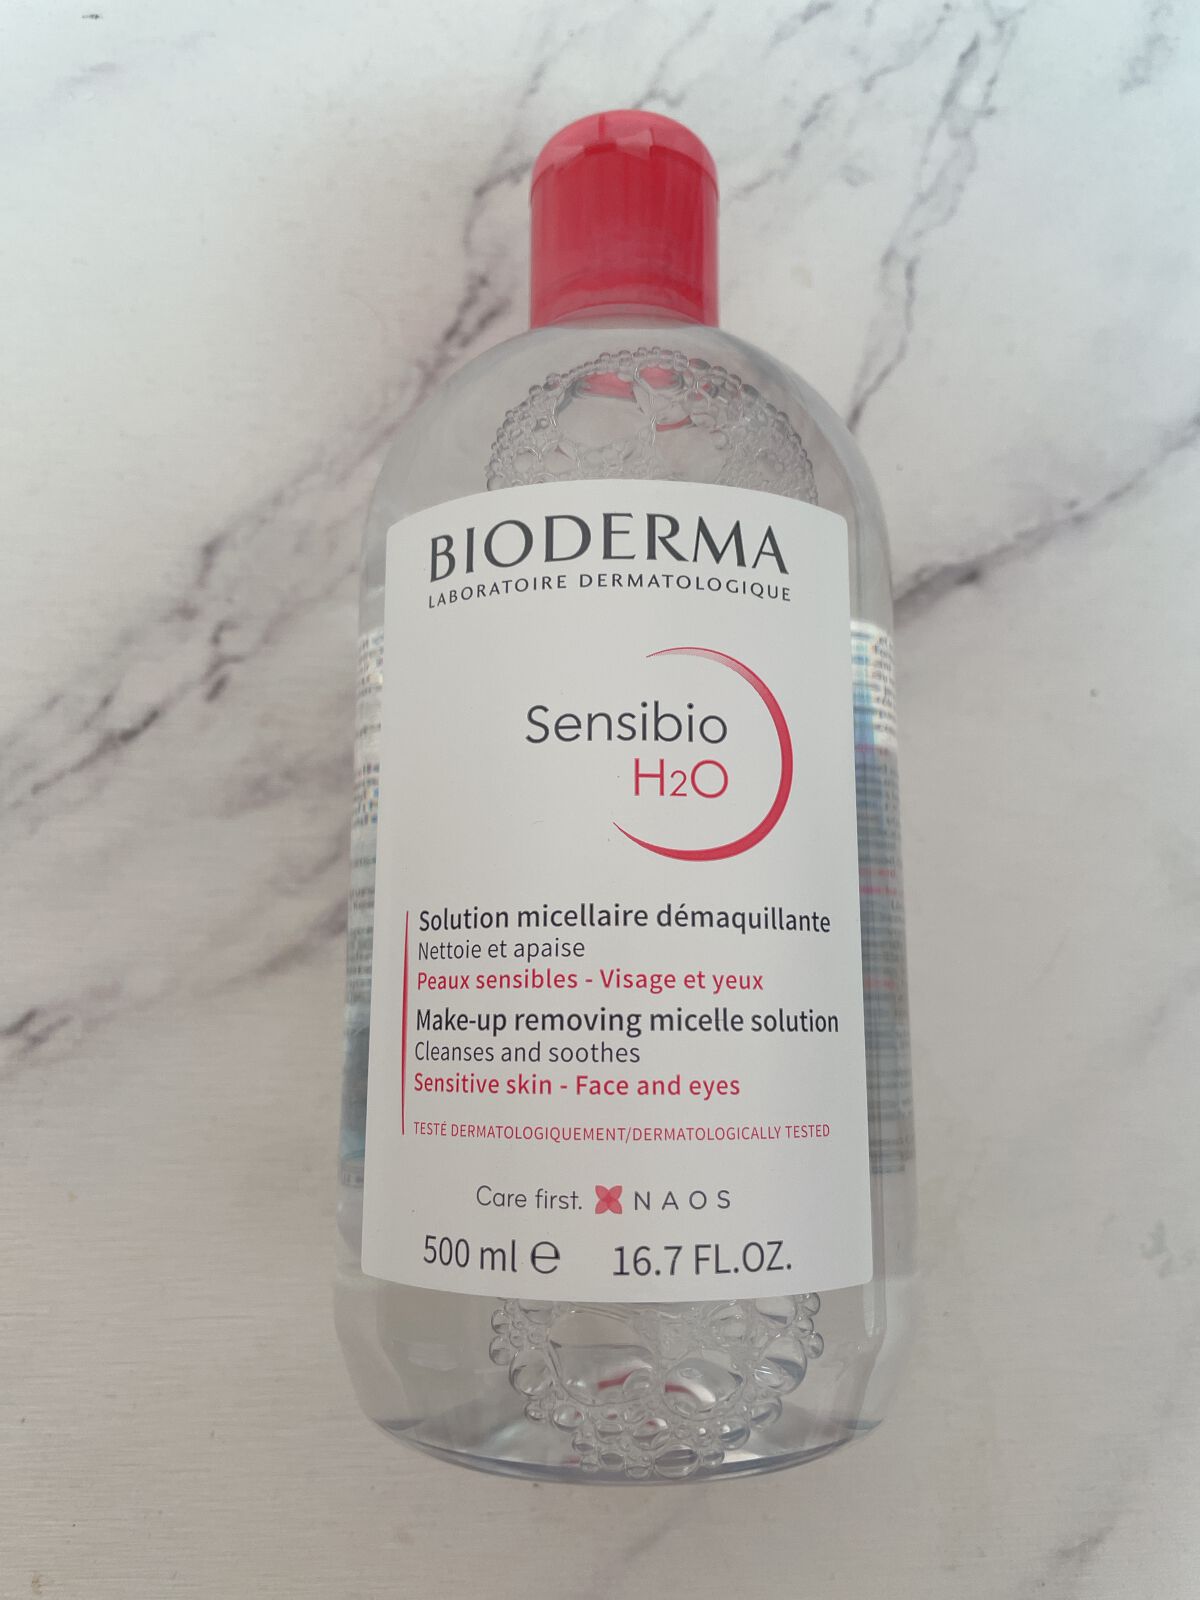 BIODERMA
LABORATOIRE DERMATOLOGIQUE
Sensibio
H2O
Solution micellaire démaquillante
Nettoie et apaise
Peaux sensibles - Visage et yeux
Make-up removing micelle solution
Cleanses and soothes
Sensitive skin - Face and eyes
TESTÉ DERMATOLOGIQUEMENT/DERMATOLOGICALLY TESTED
Care first. NAOS
500 ml ℮ 16.7 FL.OZ.